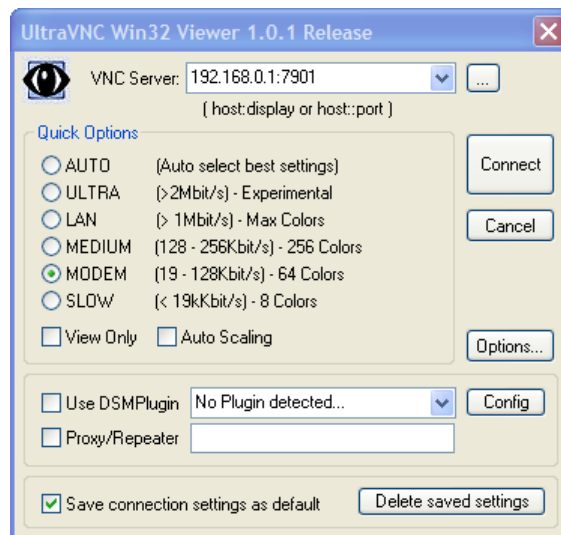 UltraVNC Win32 Viewer 1.0.1 Release
VNC Server: 192.168.0.1:7901 ...
( host:display or host::port )
Quick Options
AUTO (Auto select best settings)
ULTRA (>2Mbit/s) - Experimental
LAN (> 1Mbit/s) - Max Colors
MEDIUM (128 - 256Kbit/s) - 256 Colors
MODEM (19 - 128Kbit/s) - 64 Colors
SLOW (< 19kKbit/s) - 8 Colors
View Only Auto Scaling
Connect
Cancel
Options...
Use DSMPlugin No Plugin detected... Config
Proxy/Repeater
Save connection settings as default Delete saved settings